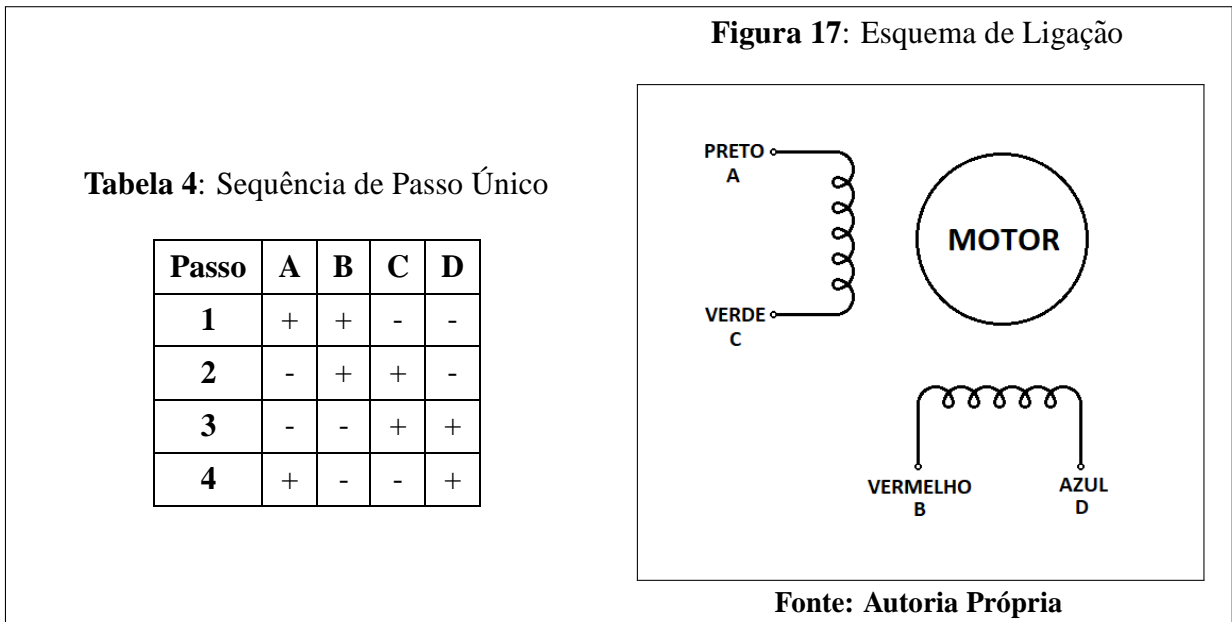 Tabela 4: Sequência de Passo Único
Passo A B C D
1 + + - -
2 - + + -
3 - - + +
4 + - - +
Figura 17: Esquema de Ligação
PRETO
A
MOTOR
VERDE
C
VERMELHO
B
AZUL
D
Fonte: Autoria Própria